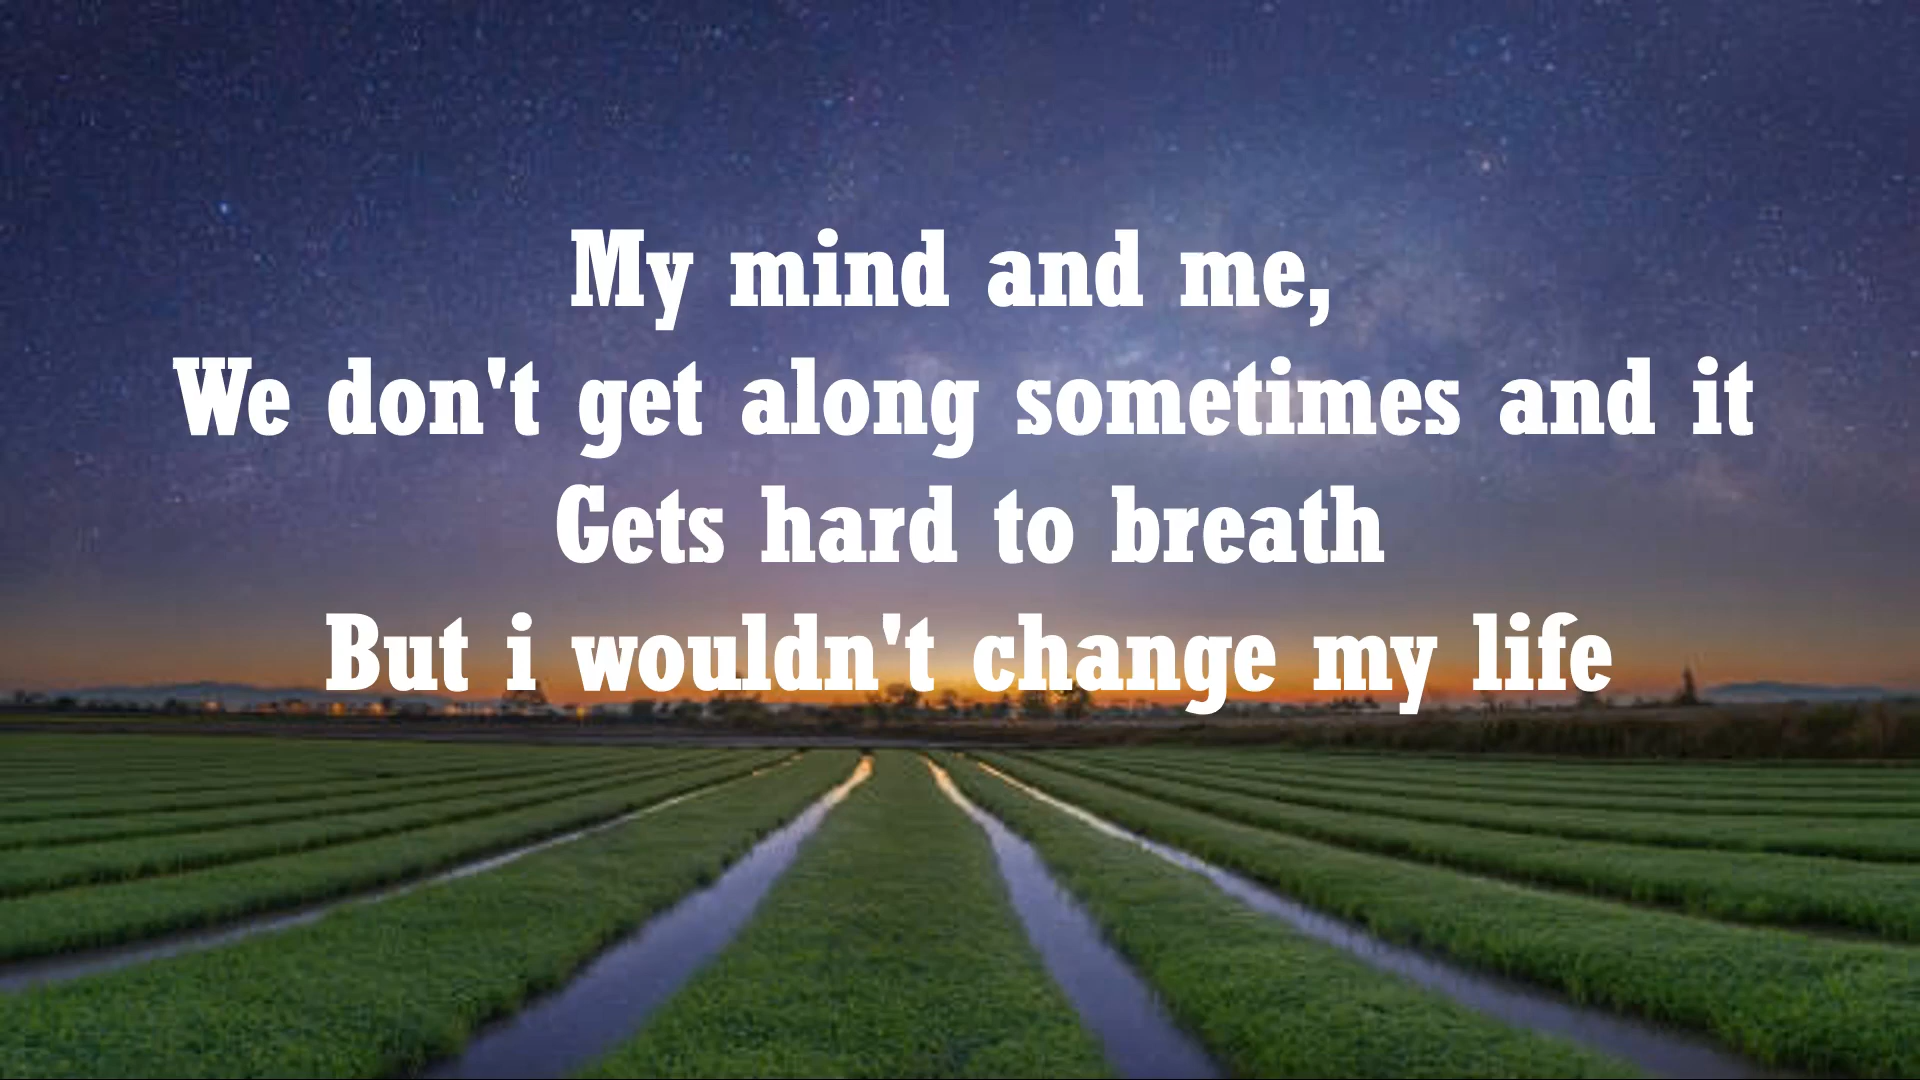 My mind and me,
We don't get along sometimes and it
Gets hard to breath
But i wouldn't change my life